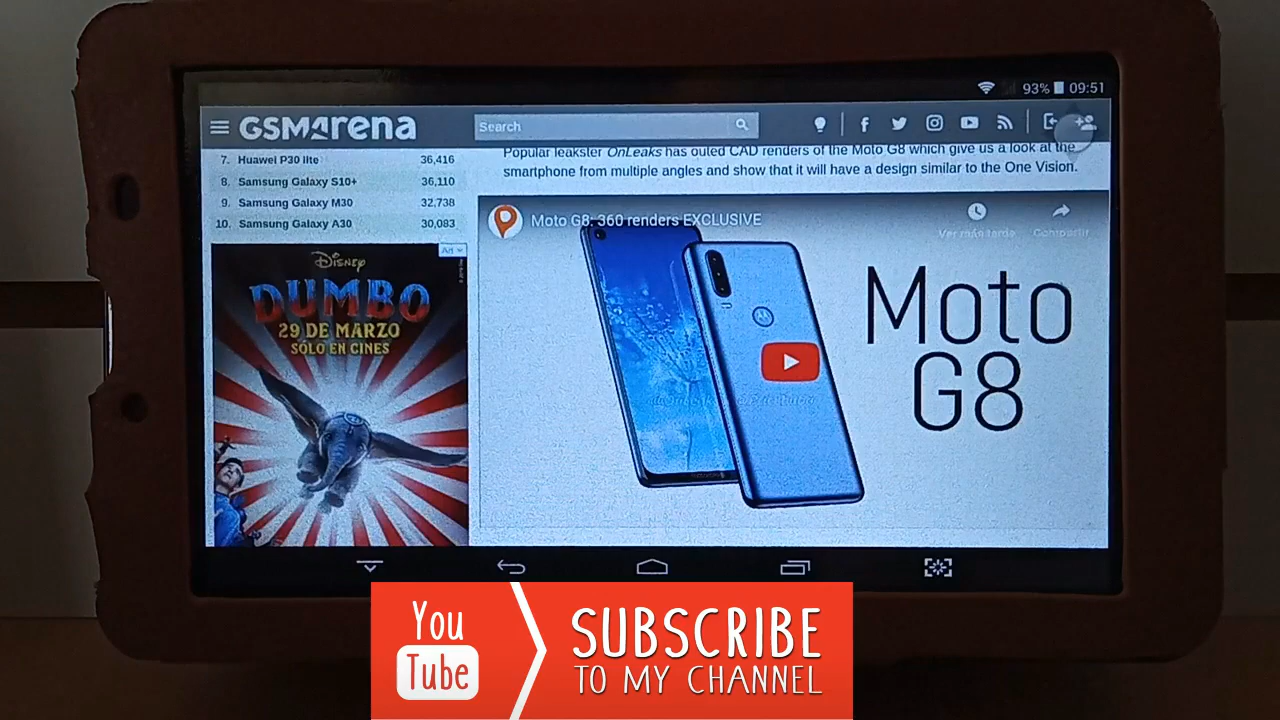 93% 09:51
GSMArena
Search
7. Huawei P30 lite 36,416
8. Samsung Galaxy S10+ 36,110
9. Samsung Galaxy M30 32,738
10. Samsung Galaxy A30 30,083
Popular leakster OnLeaks has outed CAD renders of the Moto G8 which give us a look at the
smartphone from multiple angles and show that it will have a design similar to the One Vision.
Moto G8: 360 renders EXCLUSIVE
Ver más tarde
Compartir
Moto
G8
Ad
Disney
DUMBO
29 DE MARZO
SÓLO EN CINES
You
Tube
SUBSCRIBE
TO MY CHANNEL